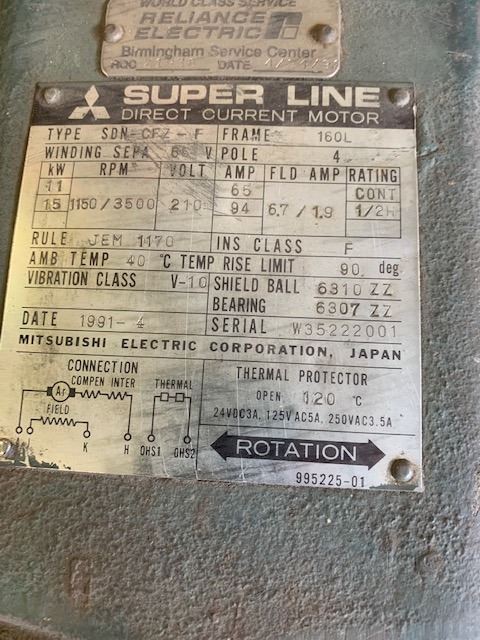 WORLD CLASS SERVICE
RELIANCE
ELECTRIC
Birmingham Service Center
DATE
SUPER LINE
DIRECT CURRENT MOTOR
TYPE SDN-CFZ-F FRAME 160L
WINDING SEPA V POLE 4
kW RPM VOLT AMP FLD AMP RATING
11 65 CONT
15 1150/3500 210 94 6.7/1.9 1/2H
RULE JEM 1170 INS CLASS F
AMB TEMP 40 °C TEMP RISE LIMIT 90 deg
VIBRATION CLASS V-10 SHIELD BALL 6310 ZZ
BEARING 6307 ZZ
DATE 1991-4 SERIAL W35222001
MITSUBISHI ELECTRIC CORPORATION, JAPAN
CONNECTION
COMPEN INTER THERMAL
Ar
FIELD
J K H OHS1 OHS2
THERMAL PROTECTOR
OPEN 120 °C
24VDC3A, 125VAC5A, 250VAC3.5A
ROTATION
995225-01